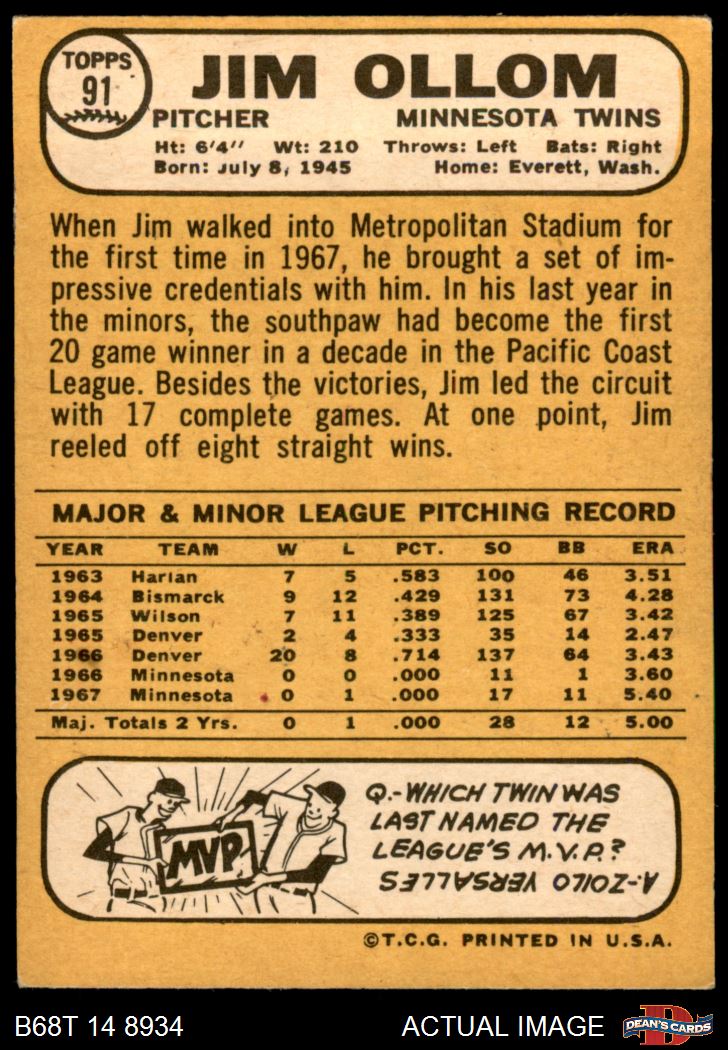 TOPPS
91
JIM OLLOM
PITCHER MINNESOTA TWINS
Ht: 6'4" Wt: 210 Throws: Left Bats: Right
Born: July 8, 1945 Home: Everett, Wash.
When Jim walked into Metropolitan Stadium for
the first time in 1967, he brought a set of im-
pressive credentials with him. In his last year in
the minors, the southpaw had become the first
20 game winner in a decade in the Pacific Coast
League. Besides the victories, Jim led the circuit
with 17 complete games. At one point, Jim
reeled off eight straight wins.
MAJOR & MINOR LEAGUE PITCHING RECORD
YEAR TEAM W L PCT. SO BB ERA
1963 Harlan 7 5 .583 100 46 3.51
1964 Bismarck 9 12 .429 131 73 4.28
1965 Wilson 7 11 .389 125 67 3.42
1965 Denver 2 4 .333 35 14 2.47
1966 Denver 20 8 .714 137 64 3.43
1966 Minnesota 0 0 .000 11 1 3.60
1967 Minnesota 0 1 .000 17 11 5.40
Maj. Totals 2 Yrs. 0 1 .000 28 12 5.00
MVP
Q.-WHICH TWIN WAS
LAST NAMED THE
LEAGUE'S M.V.P.?
A-ZOILO VERSALLES
©T.C.G. PRINTED IN U.S.A.
B68T 14 8934 ACTUAL IMAGE
D
DEAN'S CARDS